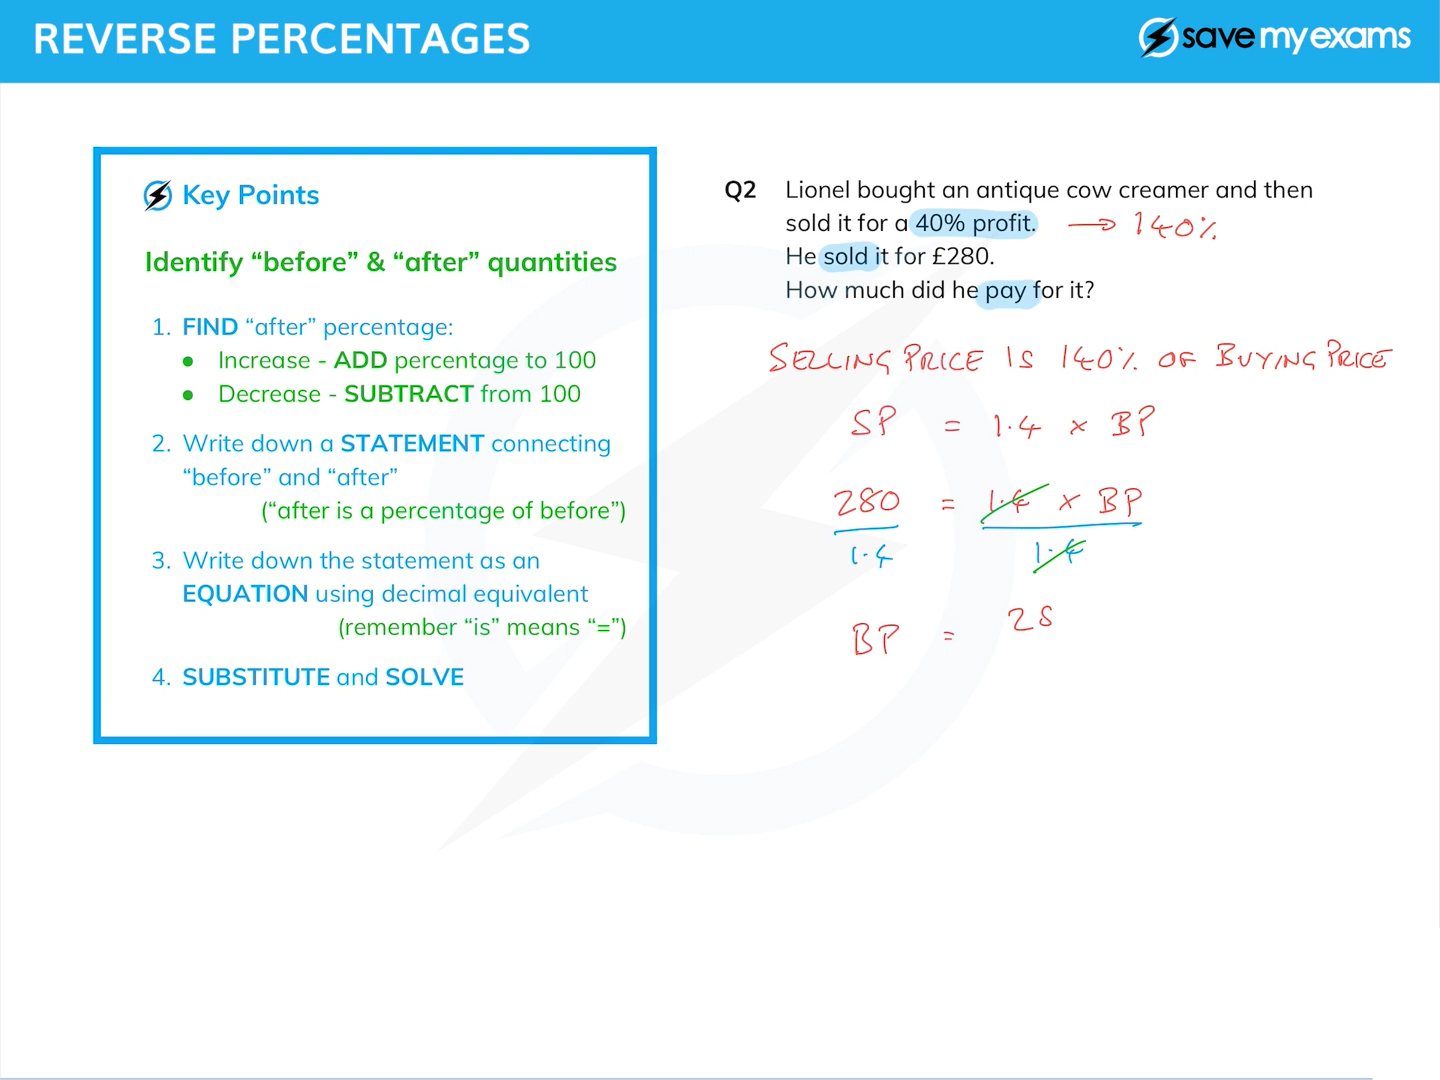 REVERSE PERCENTAGES
save my exams
Key Points
Identify “before” & “after” quantities
1. FIND “after” percentage:
● Increase - ADD percentage to 100
● Decrease - SUBTRACT from 100
2. Write down a STATEMENT connecting
“before” and “after”
(“after is a percentage of before”)
3. Write down the statement as an
EQUATION using decimal equivalent
(remember “is” means “=”)
4. SUBSTITUTE and SOLVE
Q2 Lionel bought an antique cow creamer and then
sold it for a 40% profit. → 140%
He sold it for £280.
How much did he pay for it?
SELLING PRICE IS 140% OF BUYING PRICE
SP = 1.4 × BP
280 = 1.4 × BP
1.4 1.4
BP = 28